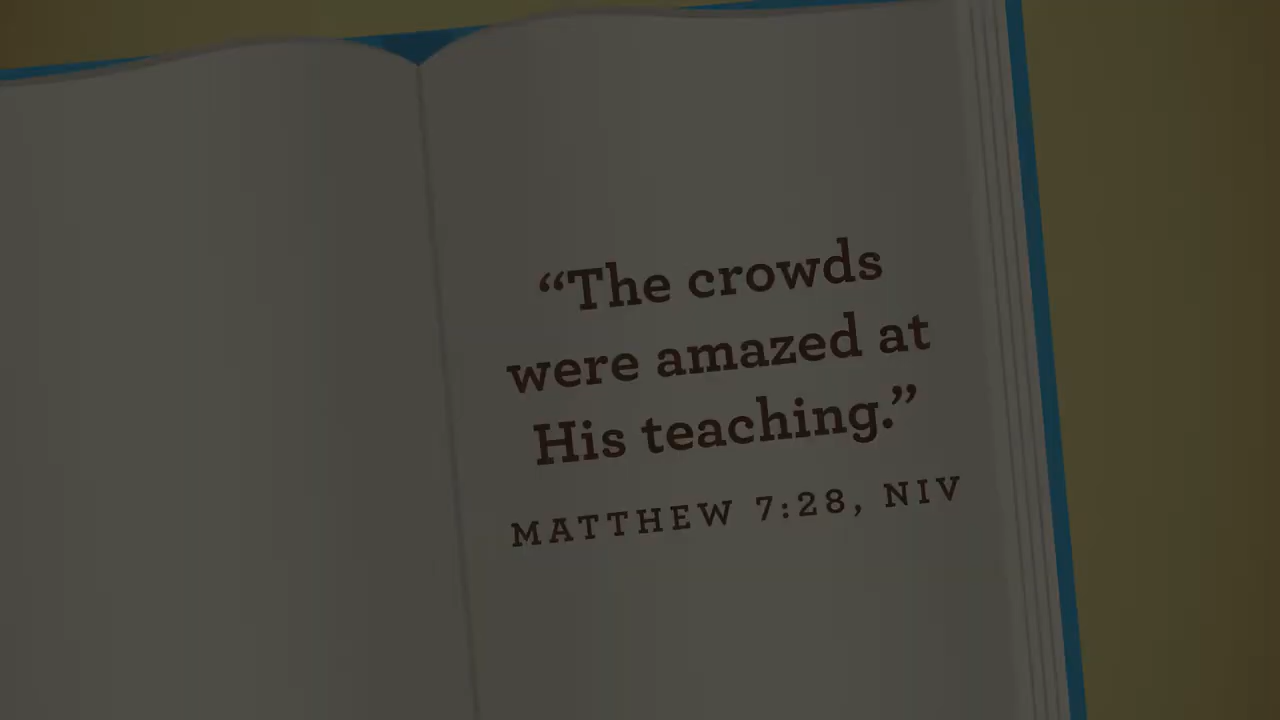 “The crowds
were amazed at
His teaching.”
MATTHEW 7:28, NIV